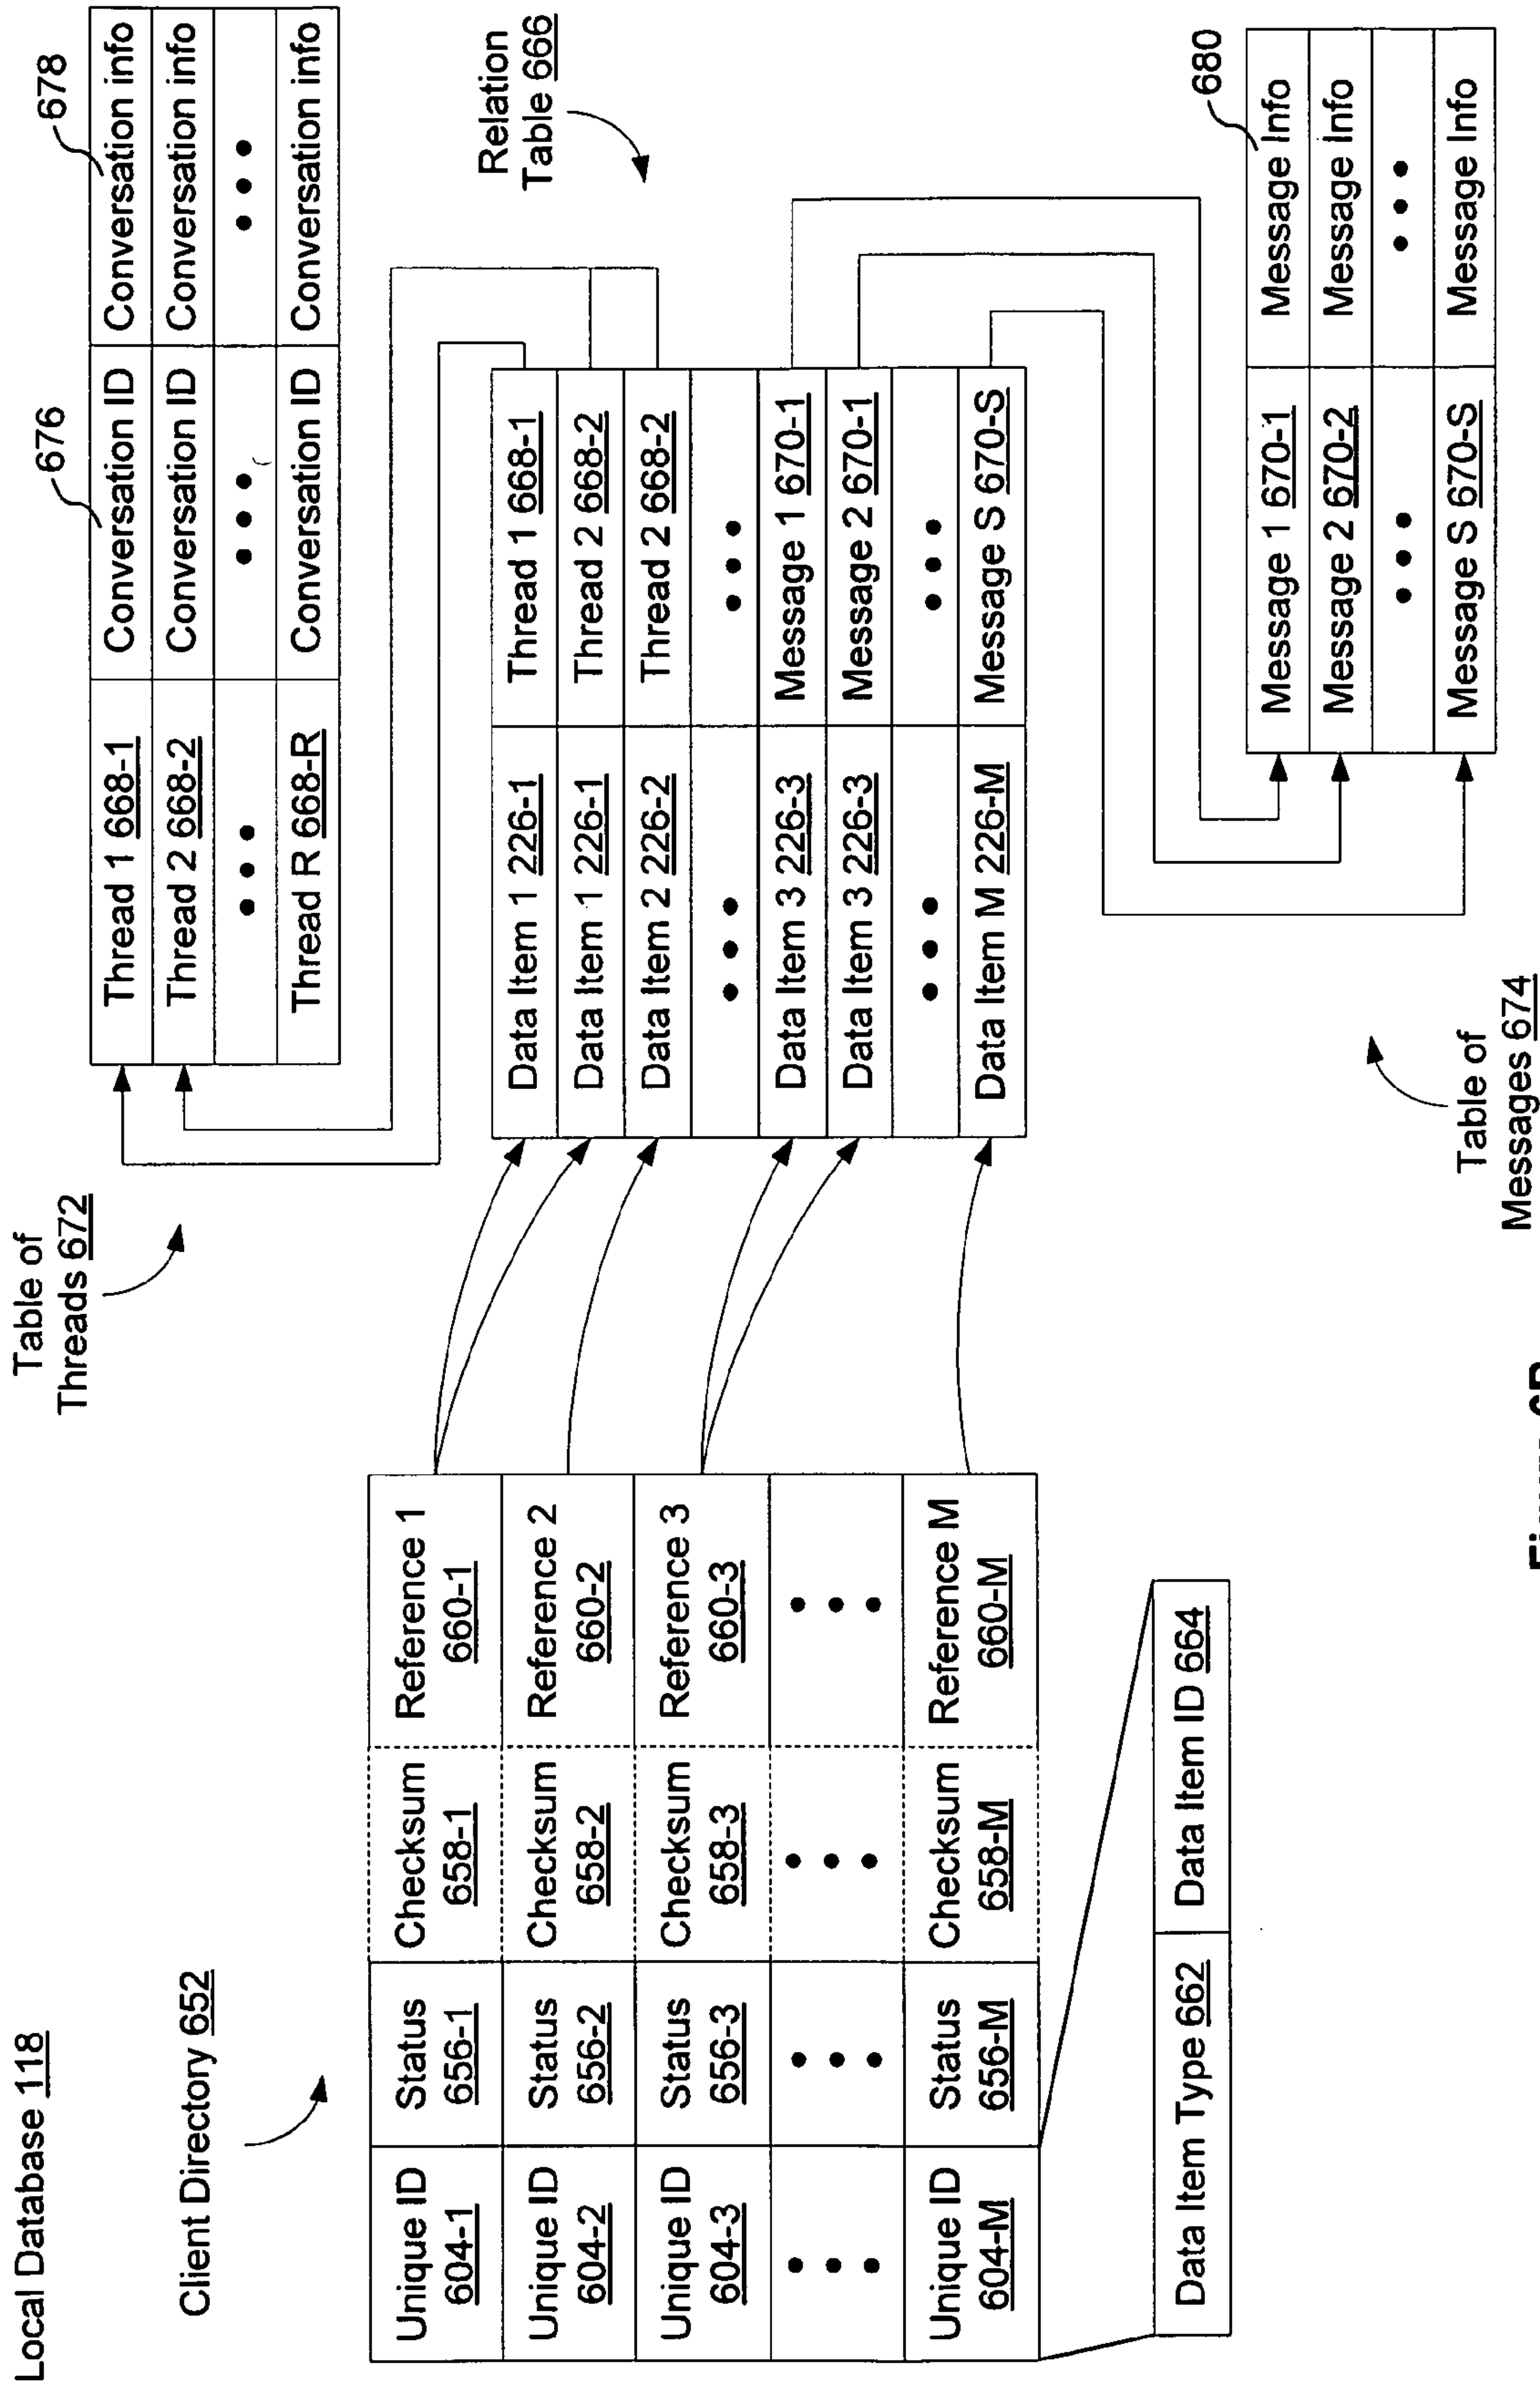 Local Database 118
Client Directory 652
Unique ID
604-1
Status
656-1
Checksum
658-1
Reference 1
660-1
Unique ID
604-2
Status
656-2
Checksum
658-2
Reference 2
660-2
Unique ID
604-3
Status
656-3
Checksum
658-3
Reference 3
660-3
Unique ID
604-M
Status
656-M
Checksum
658-M
Reference M
660-M
Data Item Type 662
Data Item ID 664
Table of
Threads 672
676
678
Thread 1 668-1
Conversation ID
Conversation info
Thread 2 668-2
Conversation ID
Conversation info
Thread R 668-R
Conversation ID
Conversation info
Relation
Table 666
Data Item 1 226-1
Thread 1 668-1
Data Item 1 226-1
Thread 2 668-2
Data Item 2 226-2
Thread 2 668-2
Data Item 3 226-3
Message 1 670-1
Data Item 3 226-3
Message 2 670-1
Data Item M 226-M
Message S 670-S
680
Message 1 670-1
Message Info
Message 2 670-2
Message Info
Message S 670-S
Message Info
Table of
Messages 674